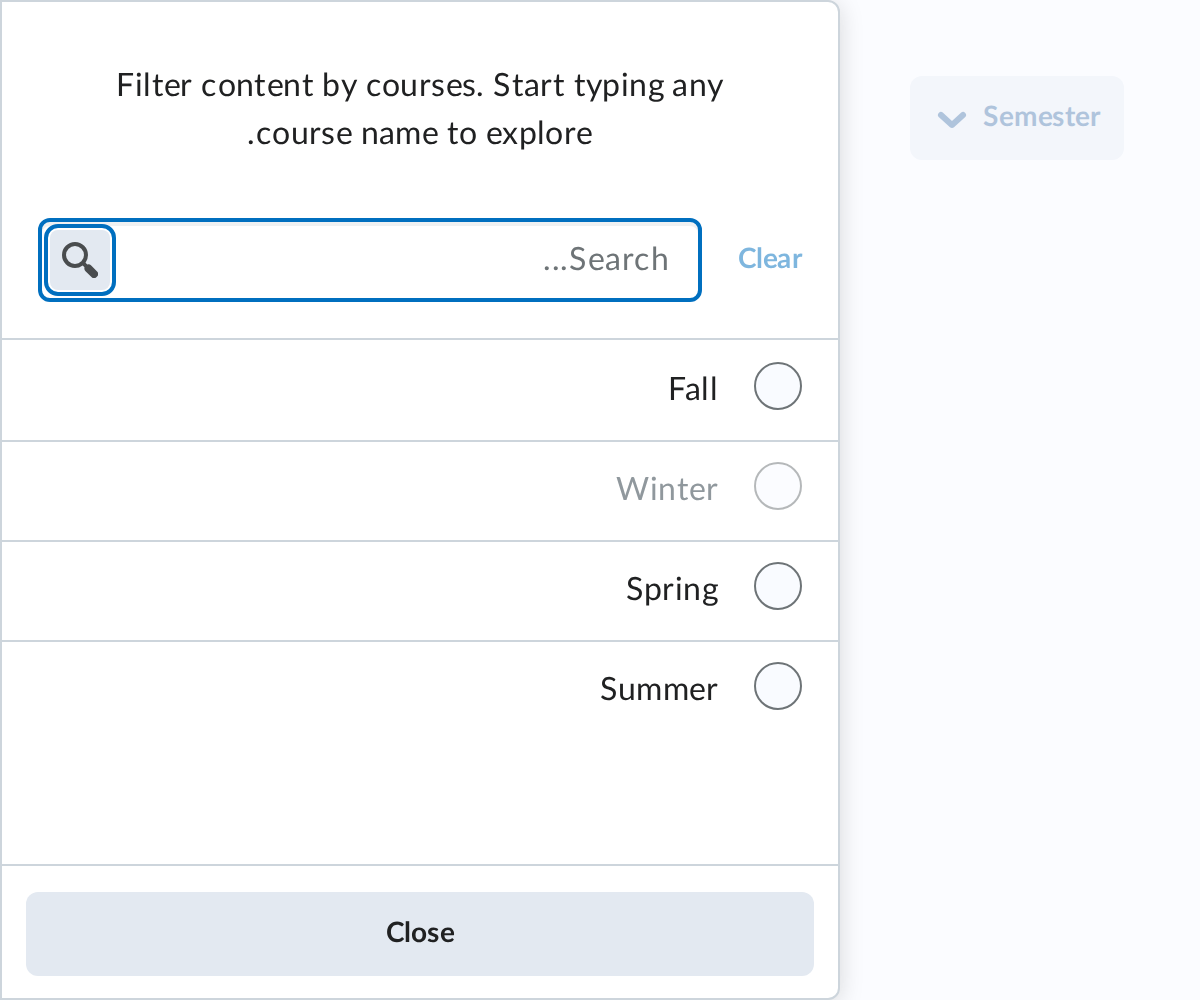 Filter content by courses. Start typing any
.course name to explore
...Search
Clear
Fall
Winter
Spring
Summer
Close
Semester